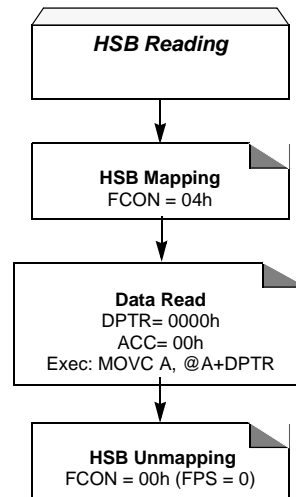 HSB Reading
HSB Mapping
FCON = 04h
Data Read
DPTR= 0000h
ACC= 00h
Exec: MOVC A, @A+DPTR
HSB Unmapping
FCON = 00h (FPS = 0)